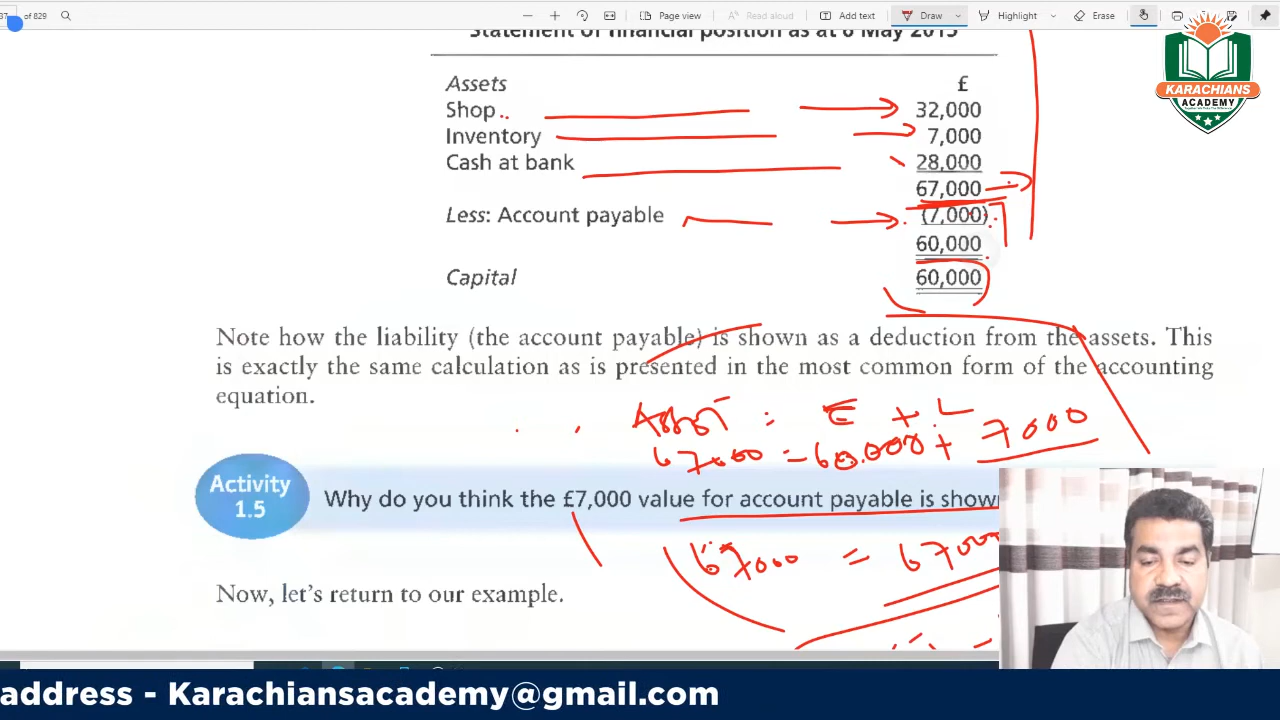 37 of 829
Page view
Read aloud
Add text
Draw
Highlight
Erase
KARACHIANS
ACADEMY
Statement of financial position as at 6 May 2015
Assets £
Shop 32,000
Inventory 7,000
Cash at bank 28,000
67,000
Less: Account payable (7,000)
60,000
Capital 60,000
Note how the liability (the account payable) is shown as a deduction from the assets. This
is exactly the same calculation as is presented in the most common form of the accounting
equation.
Asset = E + L
67000 = 60,000 + 7000
Activity
1.5
Why do you think the £7,000 value for account payable is shown
67000 = 67000
Now, let's return to our example.
address - Karachiansacademy@gmail.com